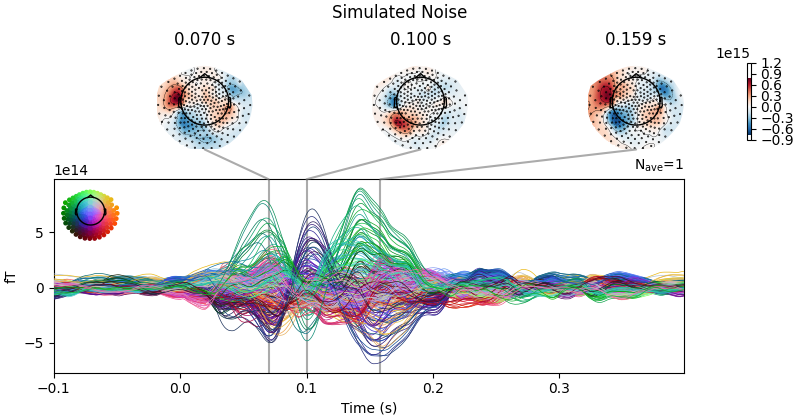 Simulated Noise
0.070 s 0.100 s 0.159 s
1e15
1.2
0.9
0.6
0.3
0.0
−0.3
−0.6
−0.9
Nave=1
1e14
5
0
−5
fT
−0.1 0.0 0.1 0.2 0.3
Time (s)